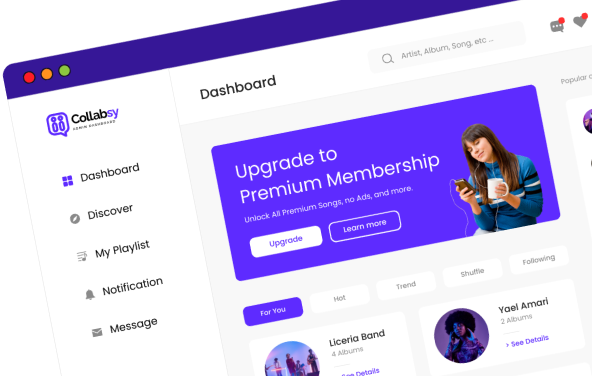 Collabsy
ADMIN DASHBOARD
Dashboard
Discover
My Playlist
Notification
Message
Dashboard
Artist, Album, Song, etc ...
Upgrade to
Premium Membership
Unlock All Premium Songs, no Ads, and more.
Upgrade
Learn more
For You
Hot
Trend
Shuffle
Following
Liceria Band
4 Albums
See Details
Yael Amari
2 Albums
› See Details
Popular